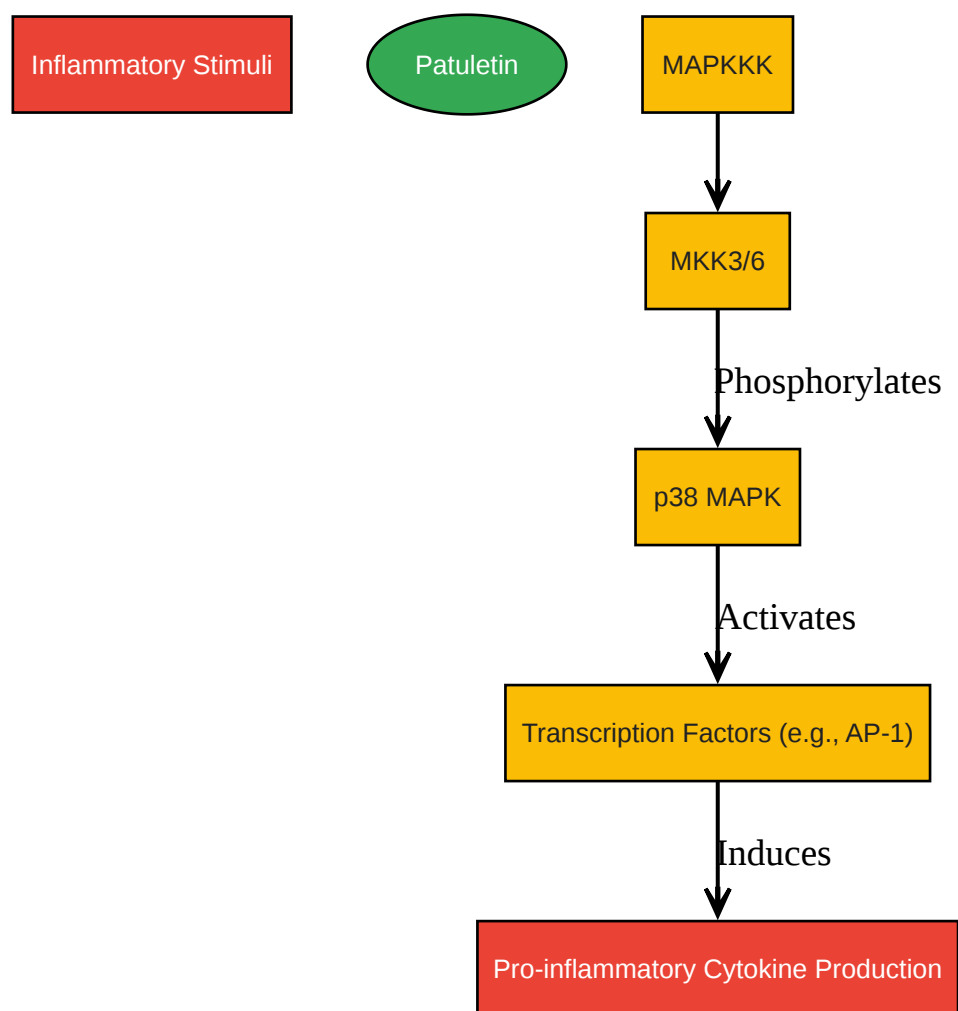 Inflammatory Stimuli
Patuletin
MAPKKK
MKK3/6
Phosphorylates
p38 MAPK
Activates
Transcription Factors (e.g., AP-1)
Induces
Pro-inflammatory Cytokine Production